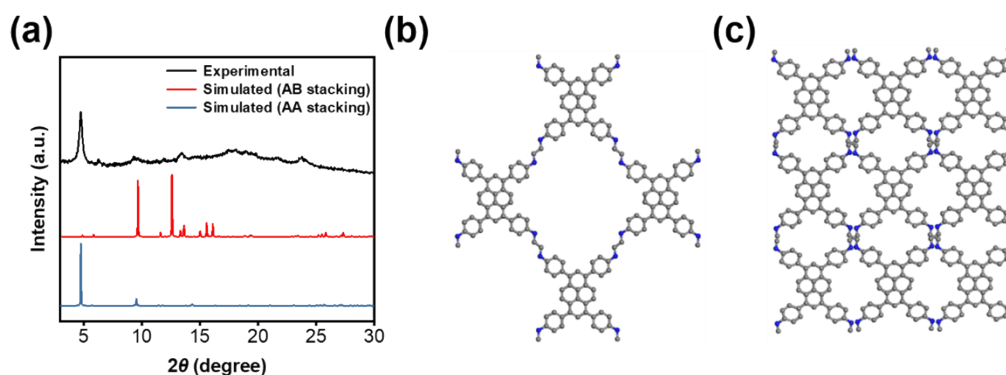 (a)
Experimental
Simulated (AB stacking)
Simulated (AA stacking)
Intensity (a.u.)
5 10 15 20 25 30
2θ (degree)
(b)
(c)